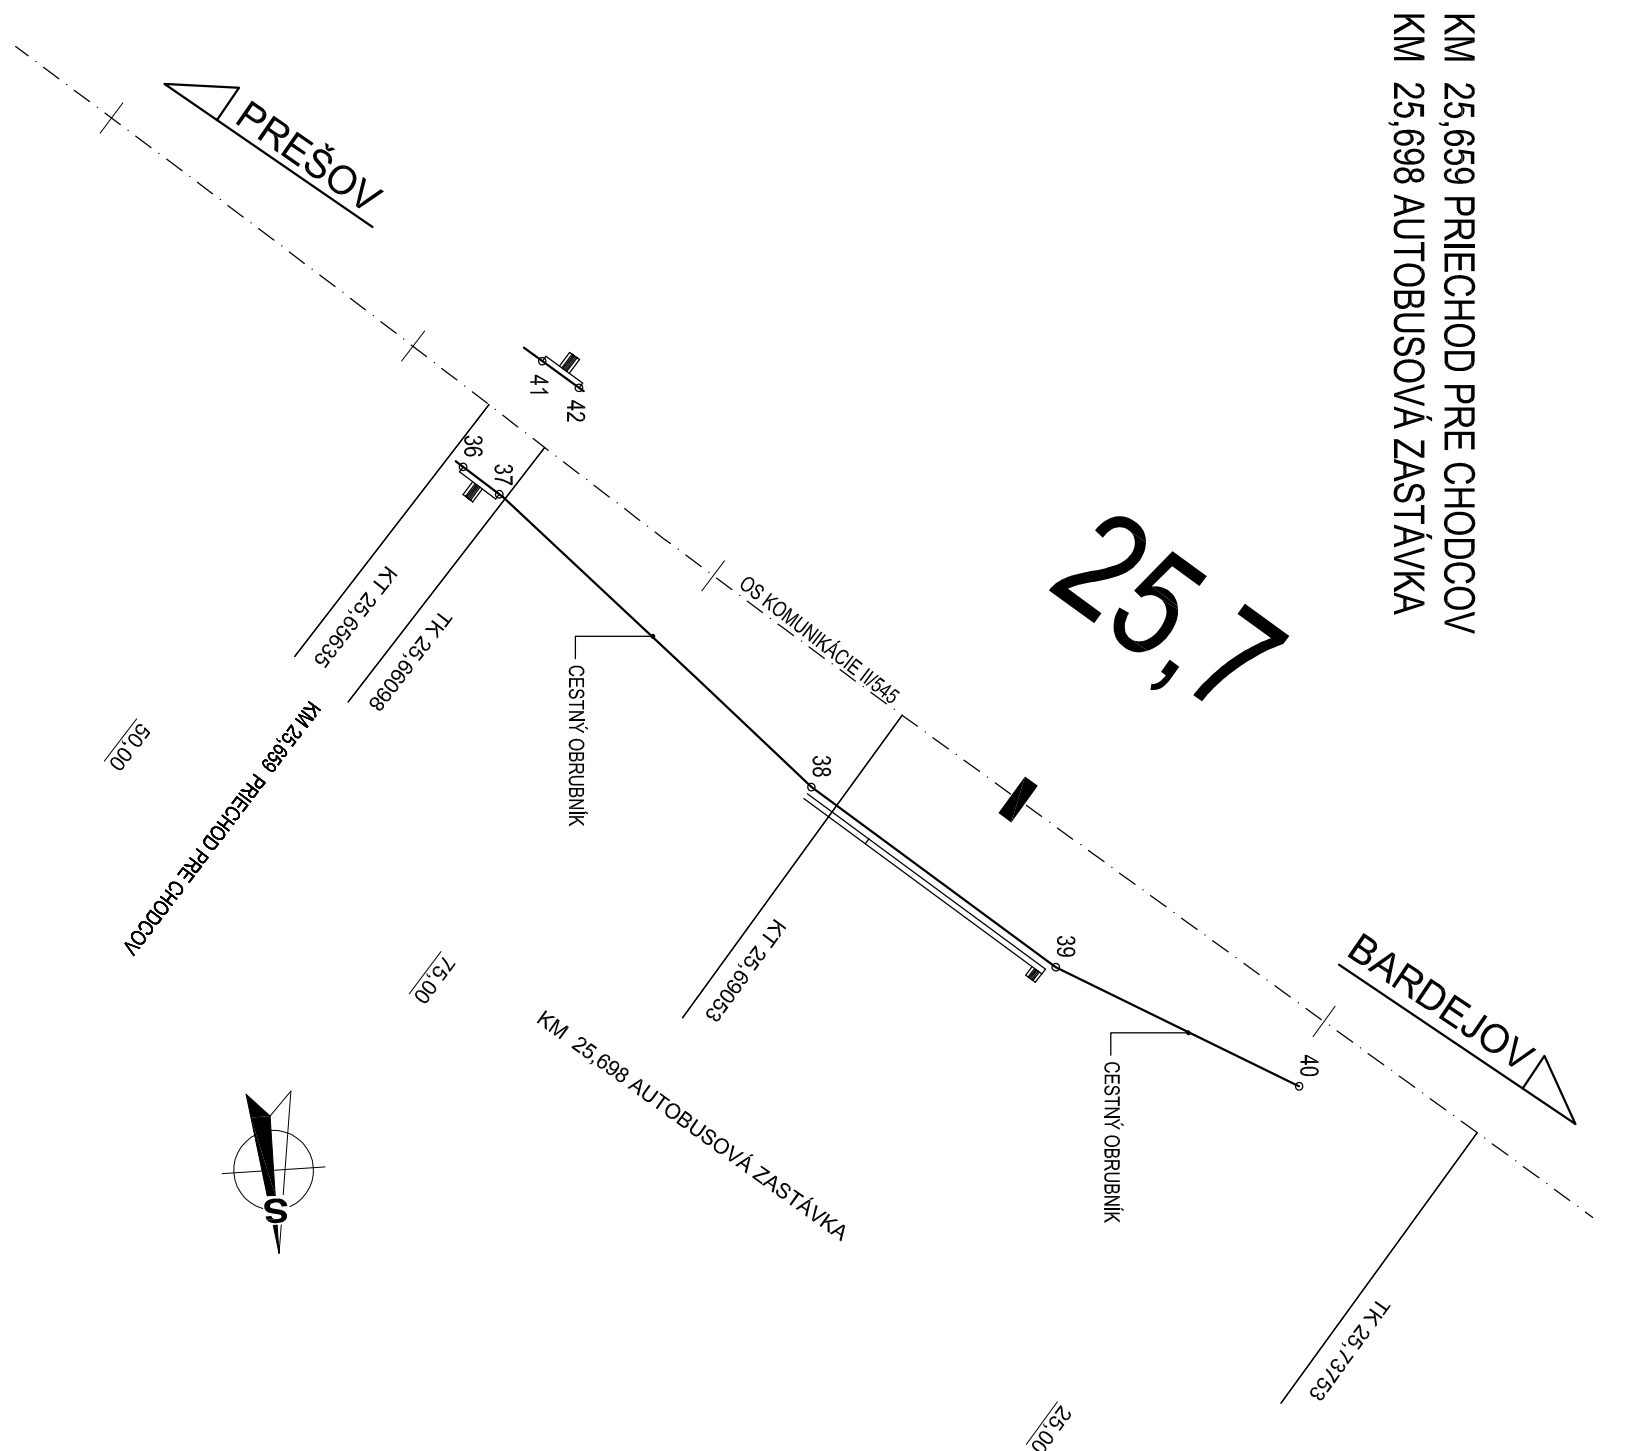 KM 25,659 PRIECHOD PRE CHODCOV
KM 25,698 AUTOBUSOVÁ ZASTÁVKA
PREŠOV
41
42
36
37
KT 25,65635
TK 25,66098
KM 25,659 PRIECHOD PRE CHODCOV
50,00
CESTNÝ OBRUBNÍK
OS KOMUNIKÁCIE II/545
25,7
38
39
KT 25,69053
75,00
KM 25,698 AUTOBUSOVÁ ZASTÁVKA
BARDEJOV
40
CESTNÝ OBRUBNÍK
TK 25,73753
25,00
S